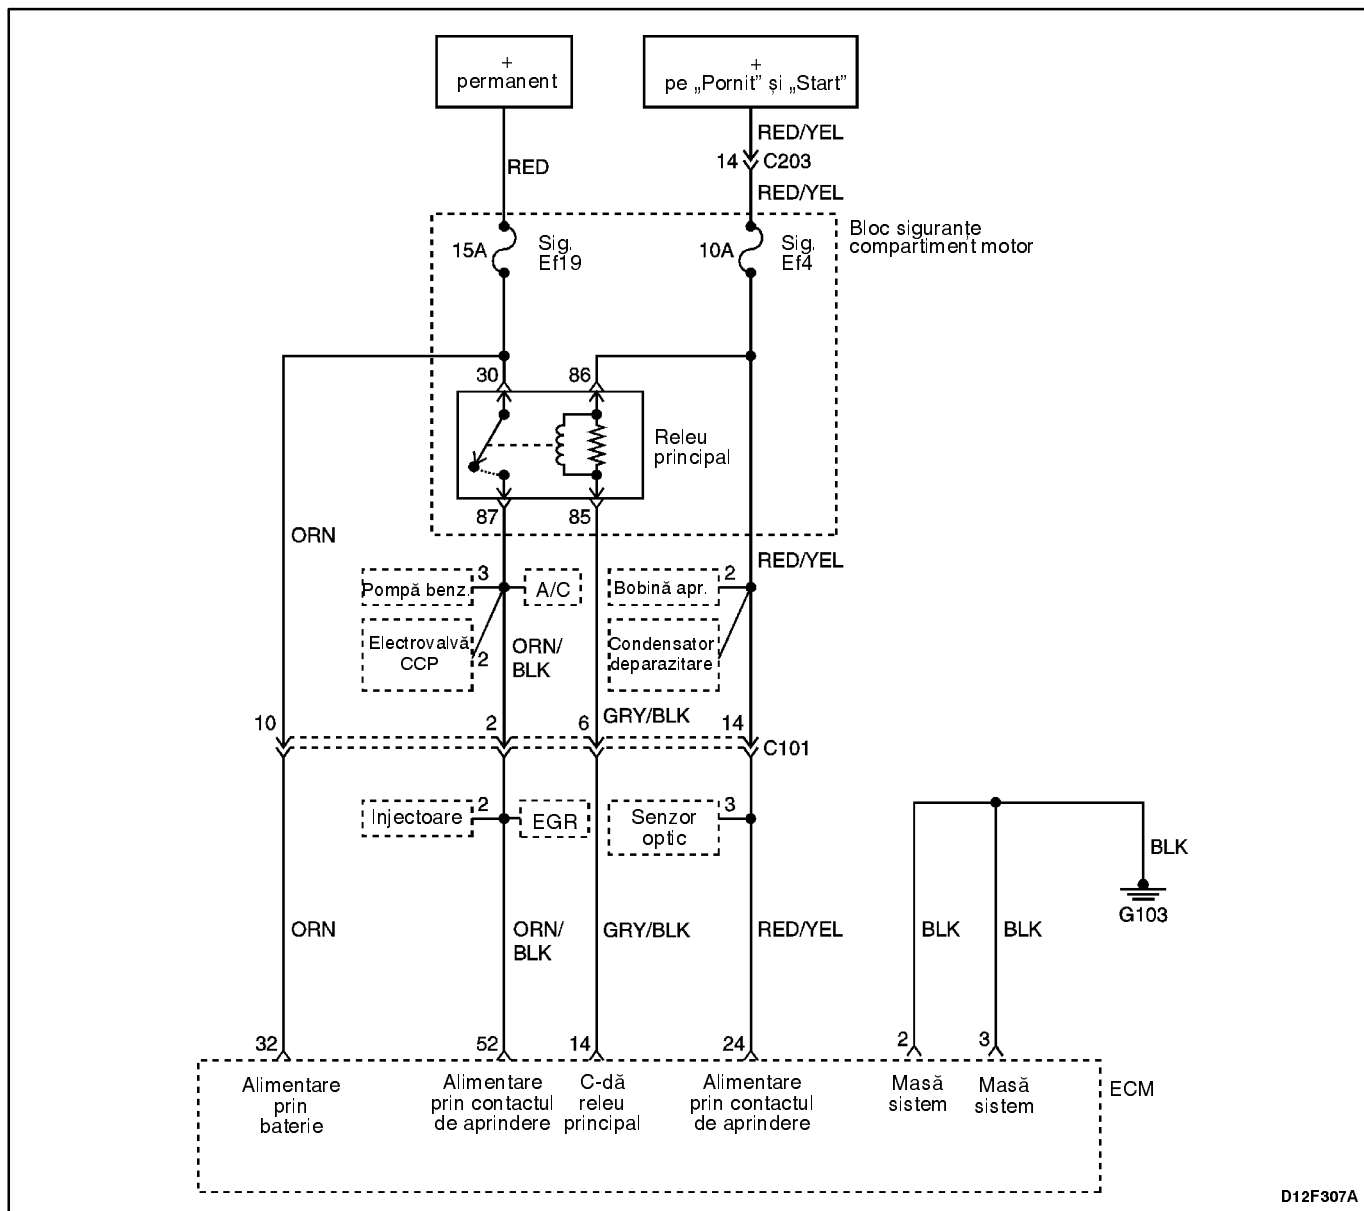 +
permanent
+
pe „Pornit” și „Start”
RED/YEL
14 C203
RED
RED/YEL
Bloc siguranțe
compartiment motor
15A
Sig.
Ef19
10A
Sig.
Ef4
30
86
Releu
principal
87
85
ORN
RED/YEL
Pompă benz.
3
A/C
Bobină apr.
2
Electrovalvă
CCP
2
ORN/
BLK
Condensator
deparazitare
10
2
6
GRY/BLK
14
C101
Injectoare
2
EGR
Senzor
optic
3
BLK
G103
ORN
ORN/
BLK
GRY/BLK
RED/YEL
BLK
BLK
32
52
14
24
2
3
Alimentare
prin
baterie
Alimentare
prin contactul
de aprindere
C-dă
releu
principal
Alimentare
prin contactul
de aprindere
Masă
sistem
Masă
sistem
ECM
D12F307A